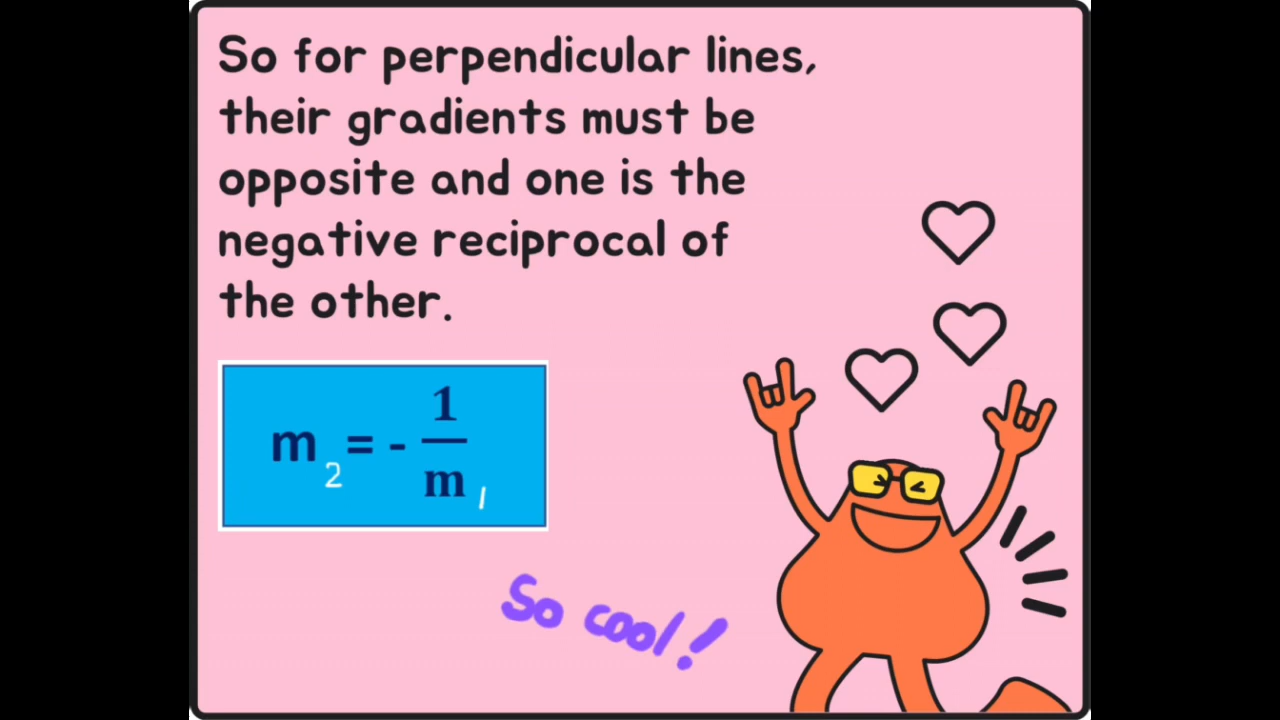 So for perpendicular lines,
their gradients must be
opposite and one is the
negative reciprocal of
the other.
m₂ = - 1/m₁
So cool!